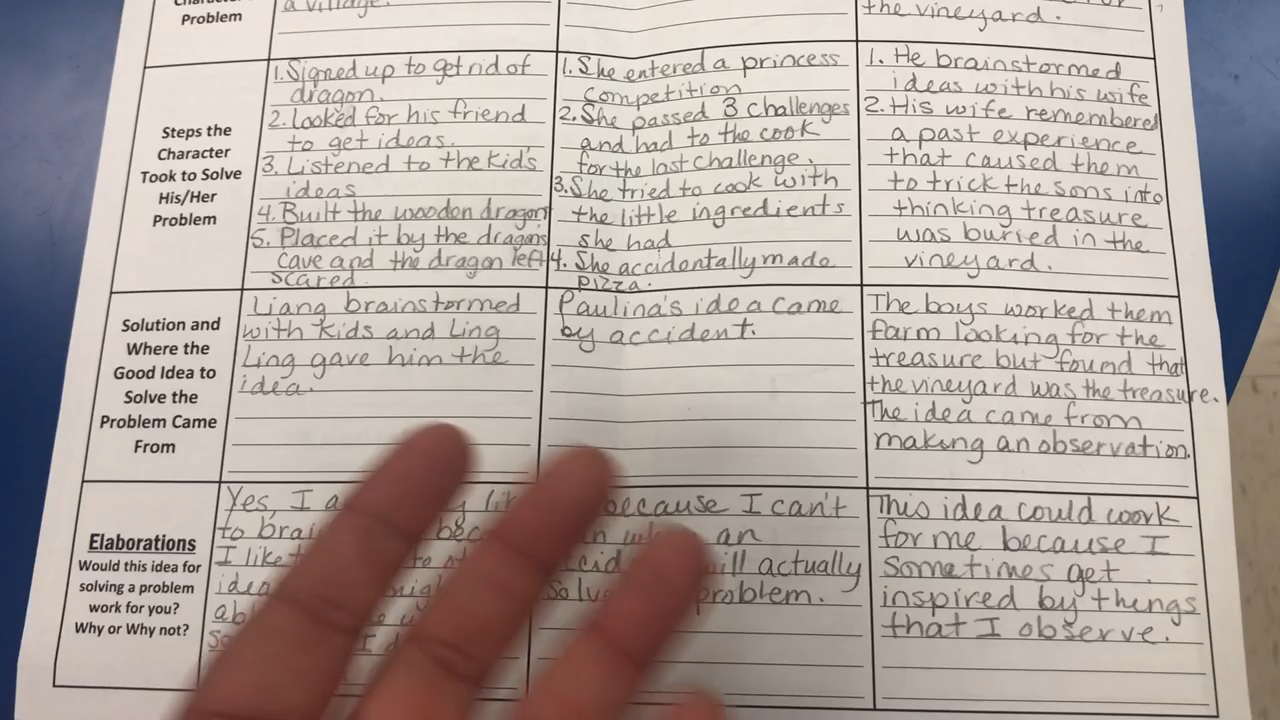 Problem
a village.
the vineyard.
Steps the
Character
Took to Solve
His/Her
Problem
1. Signed up to get rid of
dragon.
2. Looked for his friend
to get ideas.
3. Listened to the kid's
ideas
4. Built the wooden dragon
5. Placed it by the dragons
cave and the dragon left
scared.
1. She entered a princess
competition
2. She passed 3 challenges
and had to the cook
for the last challenge.
3. She tried to cook with
the little ingredients
she had
4. She accidentally made
pizza.
1. He brainstormed
ideas with his wife
2. His wife remembered
a past experience
that caused them
to trick the sons into
thinking treasure
was buried in the
vineyard.
Solution and
Where the
Good Idea to
Solve the
Problem Came
From
Liang brainstormed
with kids and Ling
Ling gave him the
idea.
Paulina's idea came
by accident.
The boys worked them
farm looking for the
treasure but found that
the vineyard was the treasure.
The idea came from
making an observation.
Elaborations
Would this idea for
solving a problem
work for you?
Why or Why not?
Yes, I
to
I like
because I can't
an
will actually
problem.
This idea could work
for me because I
sometimes get
inspired by things
that I observe.